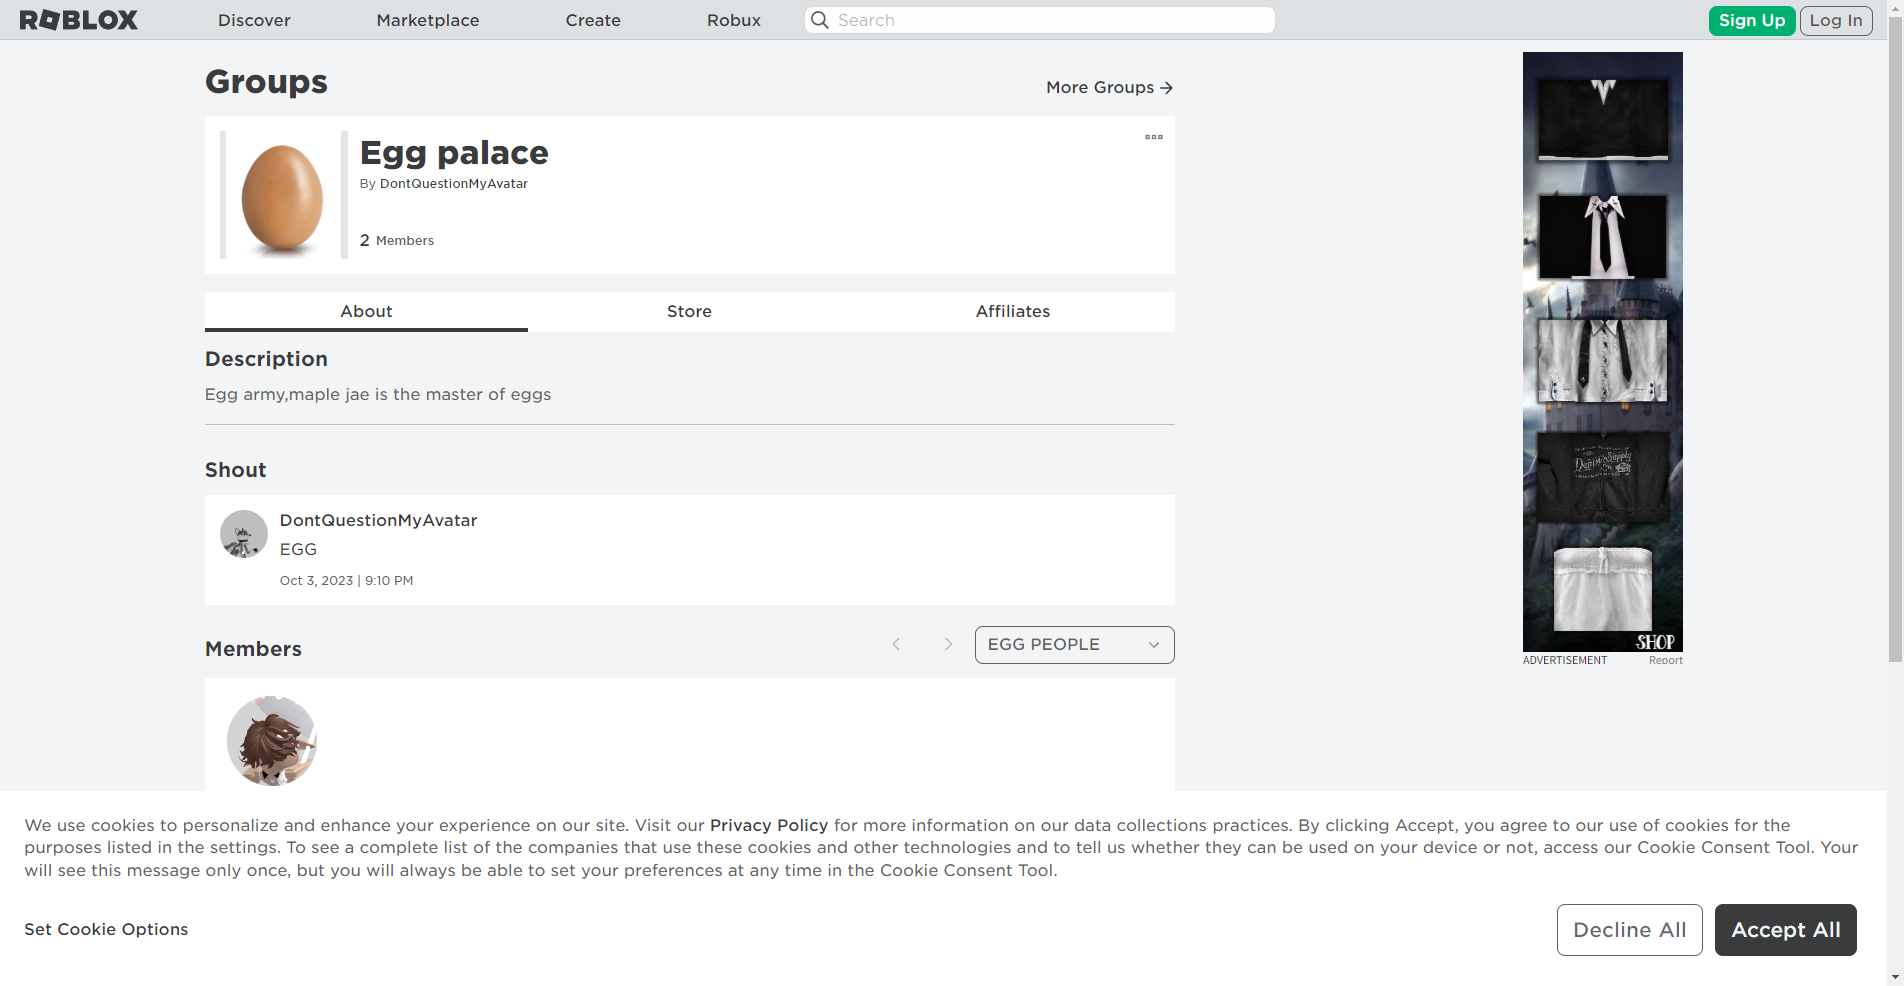 ROBLOX
Discover
Marketplace
Create
Robux
Search
Sign Up
Log In
Groups
More Groups
Egg palace
By DontQuestionMyAvatar
2 Members
About
Store
Affiliates
Description
Egg army,maple jae is the master of eggs
Shout
DontQuestionMyAvatar
EGG
Oct 3, 2023 | 9:10 PM
Members
EGG PEOPLE
Denim & Supply
SHOP
ADVERTISEMENT
Report
We use cookies to personalize and enhance your experience on our site. Visit our Privacy Policy for more information on our data collections practices. By clicking Accept, you agree to our use of cookies for the
purposes listed in the settings. To see a complete list of the companies that use these cookies and other technologies and to tell us whether they can be used on your device or not, access our Cookie Consent Tool. Your
will see this message only once, but you will always be able to set your preferences at any time in the Cookie Consent Tool.
Set Cookie Options
Decline All
Accept All